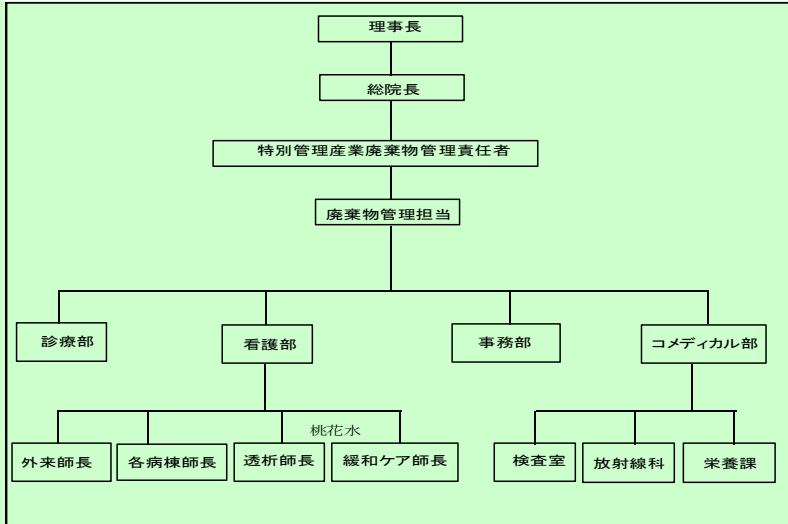 理事長
総院長
特別管理産業廃棄物管理責任者
廃棄物管理担当
診療部
看護部
事務部
コメディカル部
桃花水
外来師長
各病棟師長
透析師長
緩和ケア師長
検査室
放射線科
栄養課